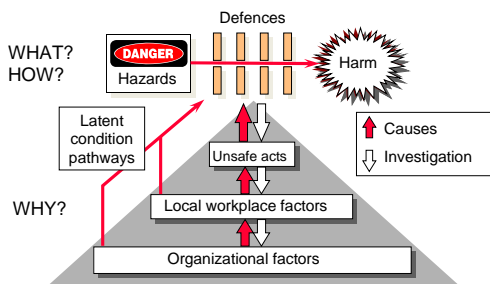 Defences
WHAT?
HOW?
DANGER
Hazards
Harm
Latent
condition
pathways
Causes
Investigation
Unsafe acts
WHY?
Local workplace factors
Organizational factors